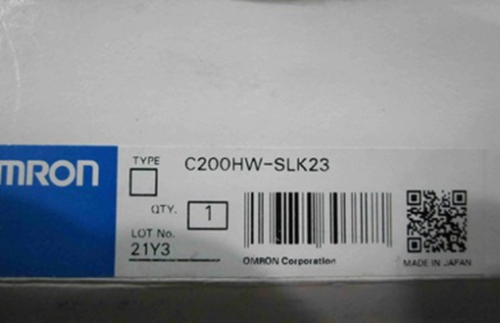 OMRON
TYPE C200HW-SLK23
QTY. 1
LOT No.
21Y3
OMRON Corporation
MADE IN JAPAN